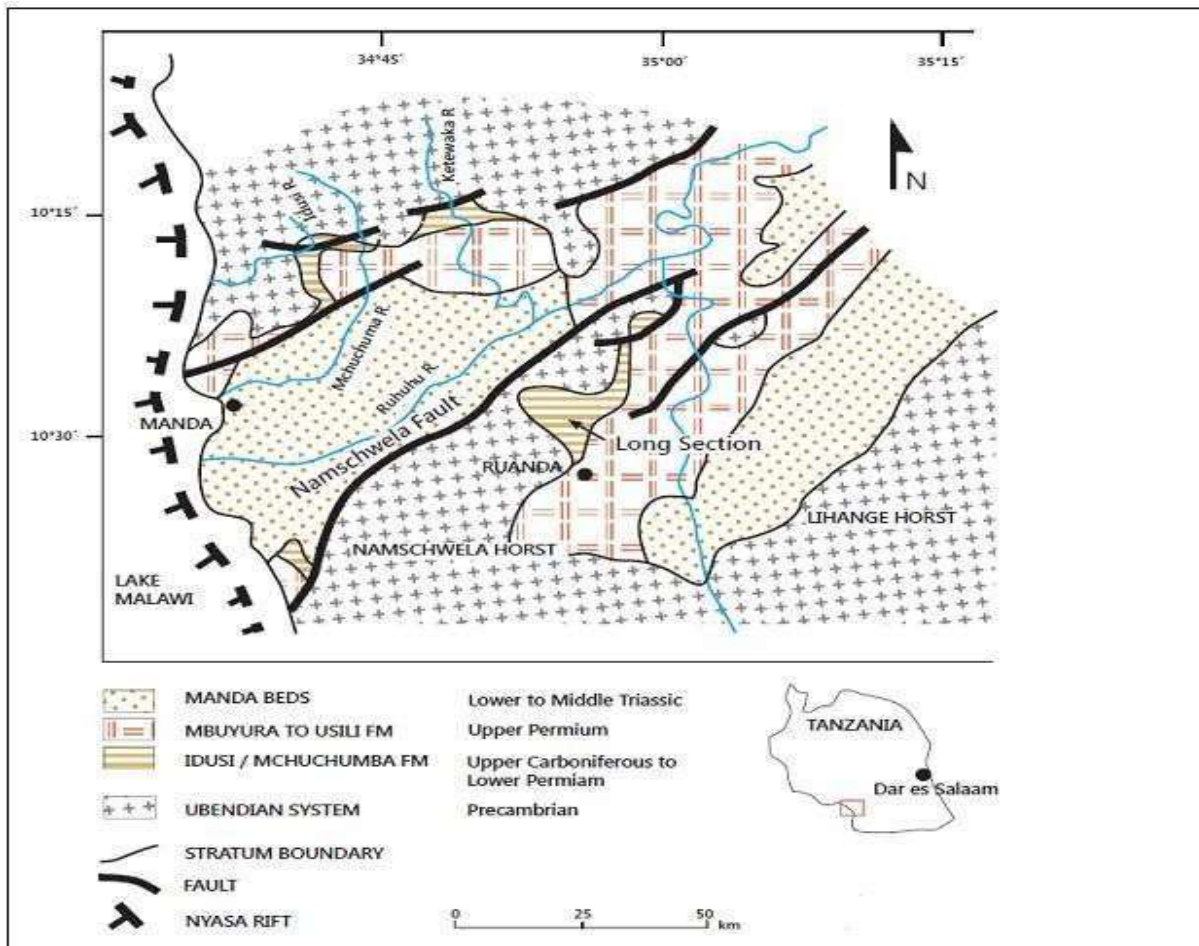 34°45´
35°00´
35°15´
10°15´
10°30´
N
Idusi R
Ketewaka R
Mchuchuma R.
Ruhuhu R.
Namschwela Fault
MANDA
Long Section
RUANDA
LIHANGE HORST
NAMSCHWELA HORST
LAKE
MALAWI
MANDA BEDS Lower to Middle Triassic
MBUYURA TO USILI FM Upper Permium
IDUSI / MCHUCHUMBA FM Upper Carboniferous to
Lower Permiam
UBENDIAN SYSTEM Precambrian
STRATUM BOUNDARY
FAULT
NYASA RIFT
0 25 50
km
TANZANIA
Dar es Salaam